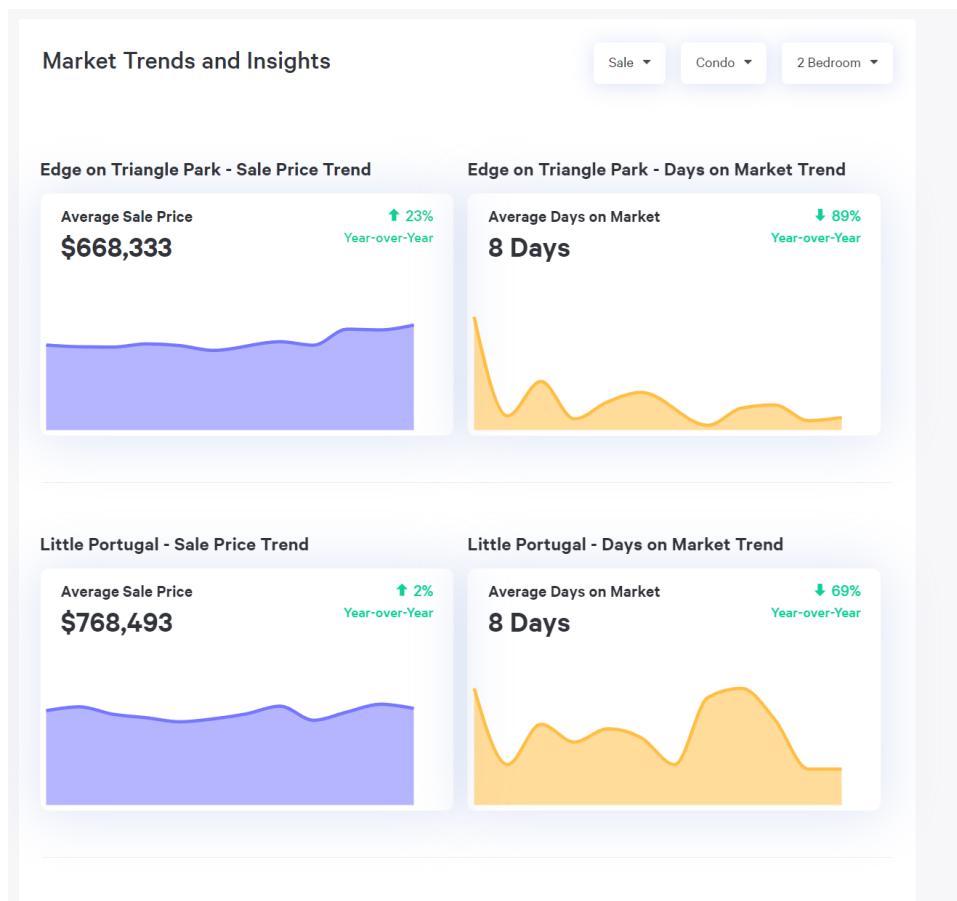 Market Trends and Insights
Sale
Condo
2 Bedroom
Edge on Triangle Park - Sale Price Trend
Average Sale Price
23%
$668,333
Year-over-Year
Edge on Triangle Park - Days on Market Trend
Average Days on Market
89%
8 Days
Year-over-Year
Little Portugal - Sale Price Trend
Average Sale Price
2%
$768,493
Year-over-Year
Little Portugal - Days on Market Trend
Average Days on Market
69%
8 Days
Year-over-Year